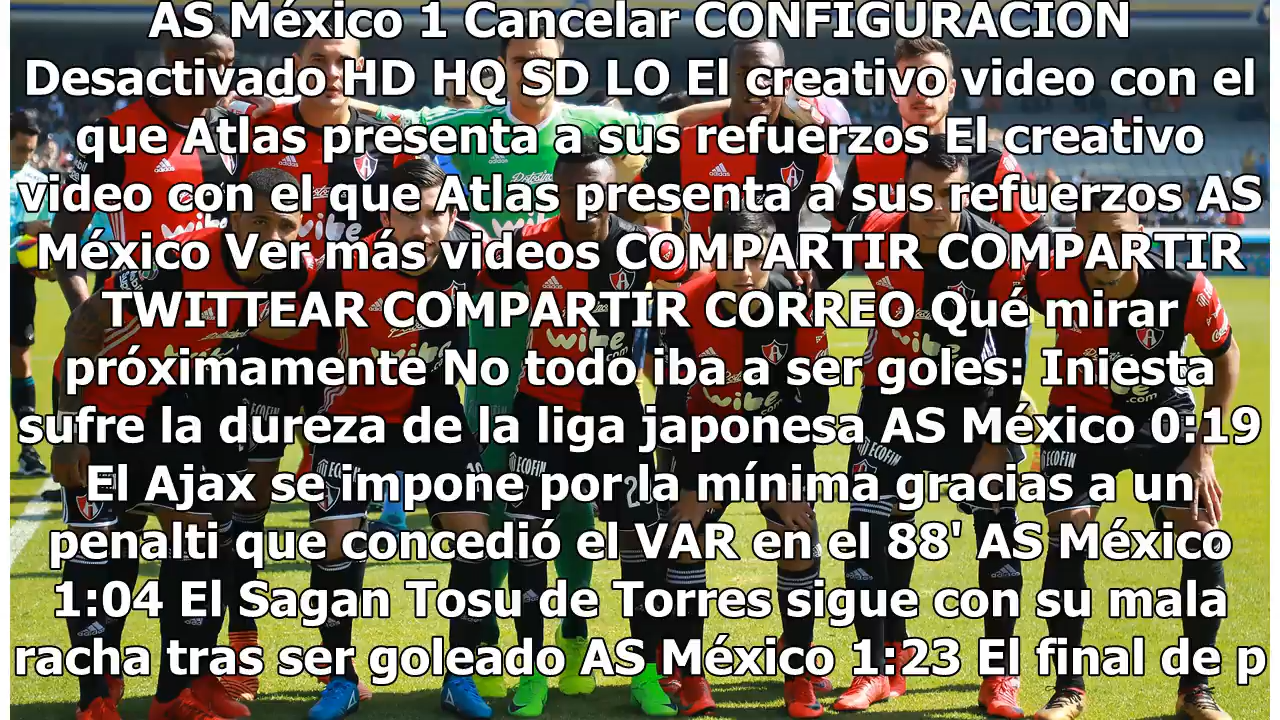 AS México 1 Cancelar CONFIGURACIÓN
Desactivado HD HQ SD LO El creativo video con el
que Atlas presenta a sus refuerzos El creativo
video con el que Atlas presenta a sus refuerzos AS
México Ver más videos COMPARTIR COMPARTIR
TWITTEAR COMPARTIR CORREO Qué mirar
próximamente No todo iba a ser goles: Iniesta
sufre la dureza de la liga japonesa AS México 0:19
El Ajax se impone por la mínima gracias a un
penalti que concedió el VAR en el 88' AS México
1:04 El Sagan Tosu de Torres sigue con su mala
racha tras ser goleado AS México 1:23 El final de p